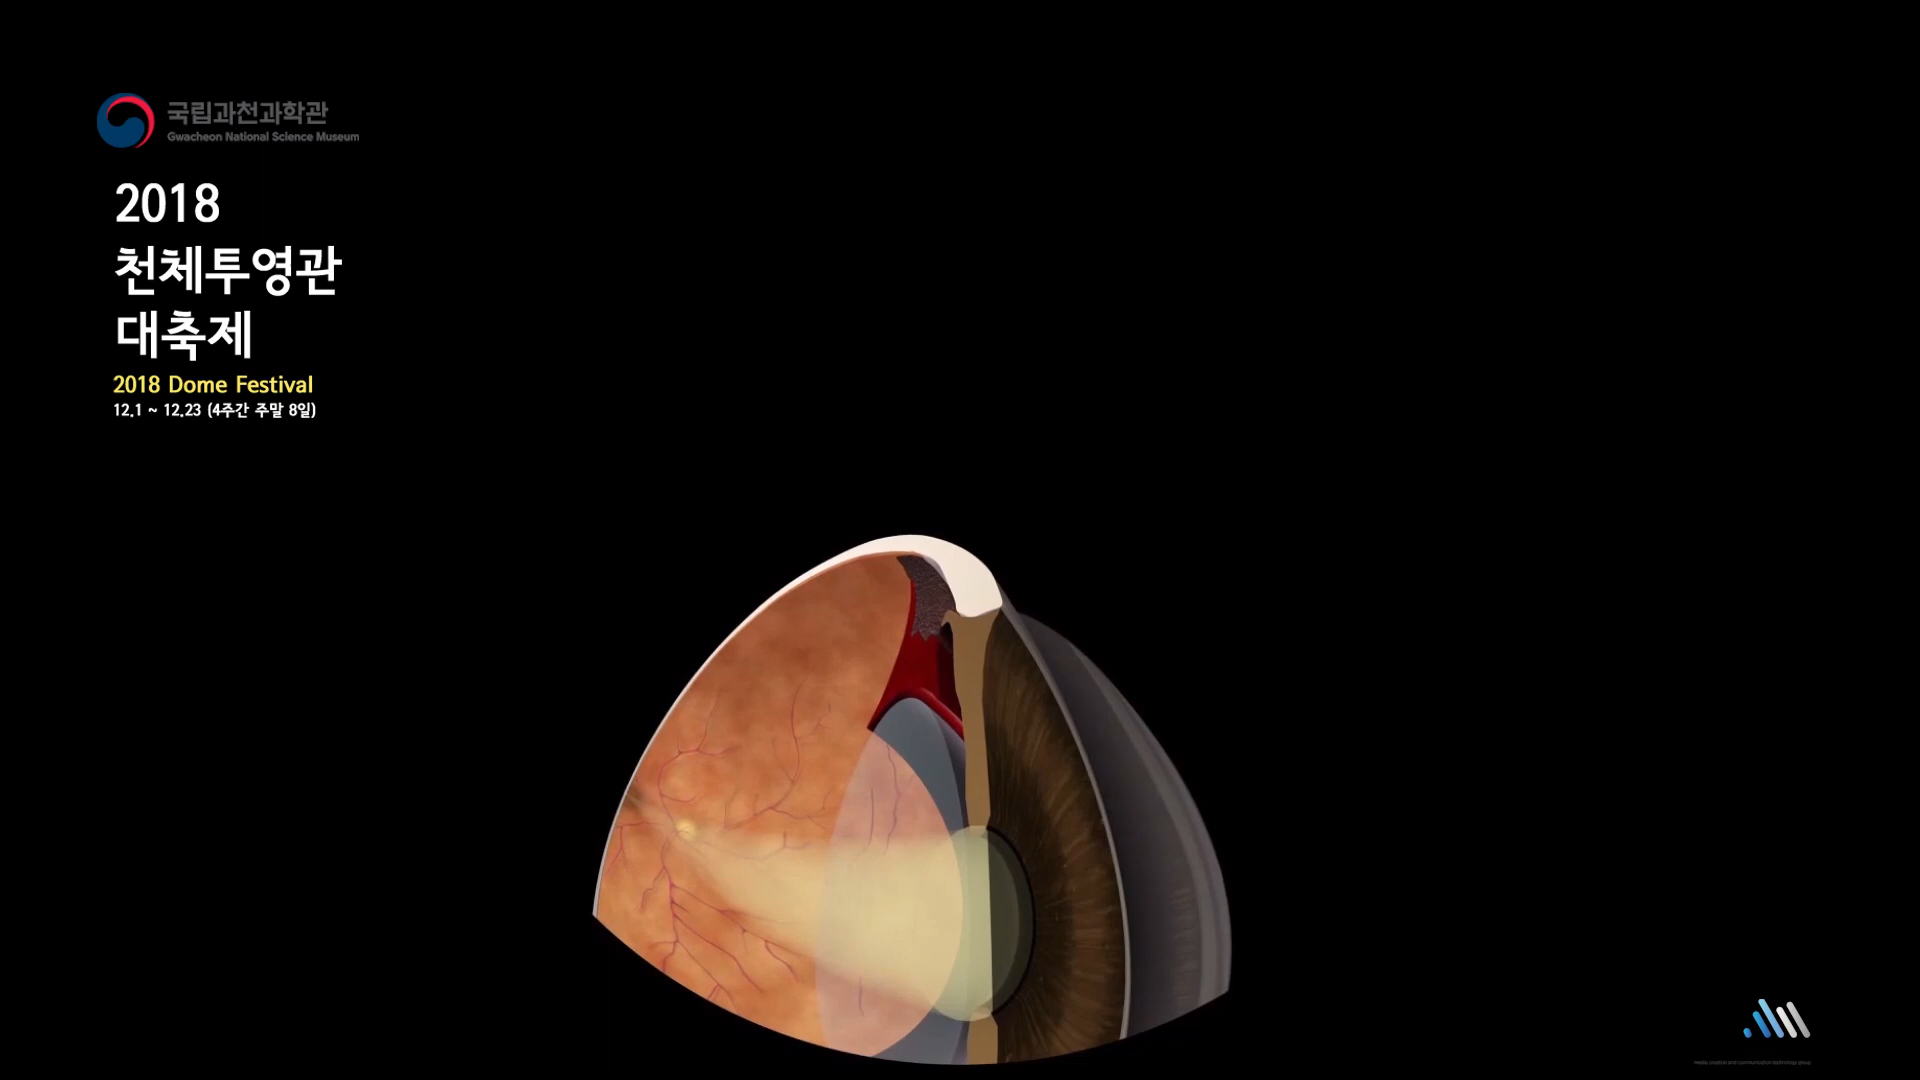 국립과천과학관
Gwacheon National Science Museum
2018
천체투영관
대축제
2018 Dome Festival
12.1 ~ 12.23 (4주간 주말 8일)